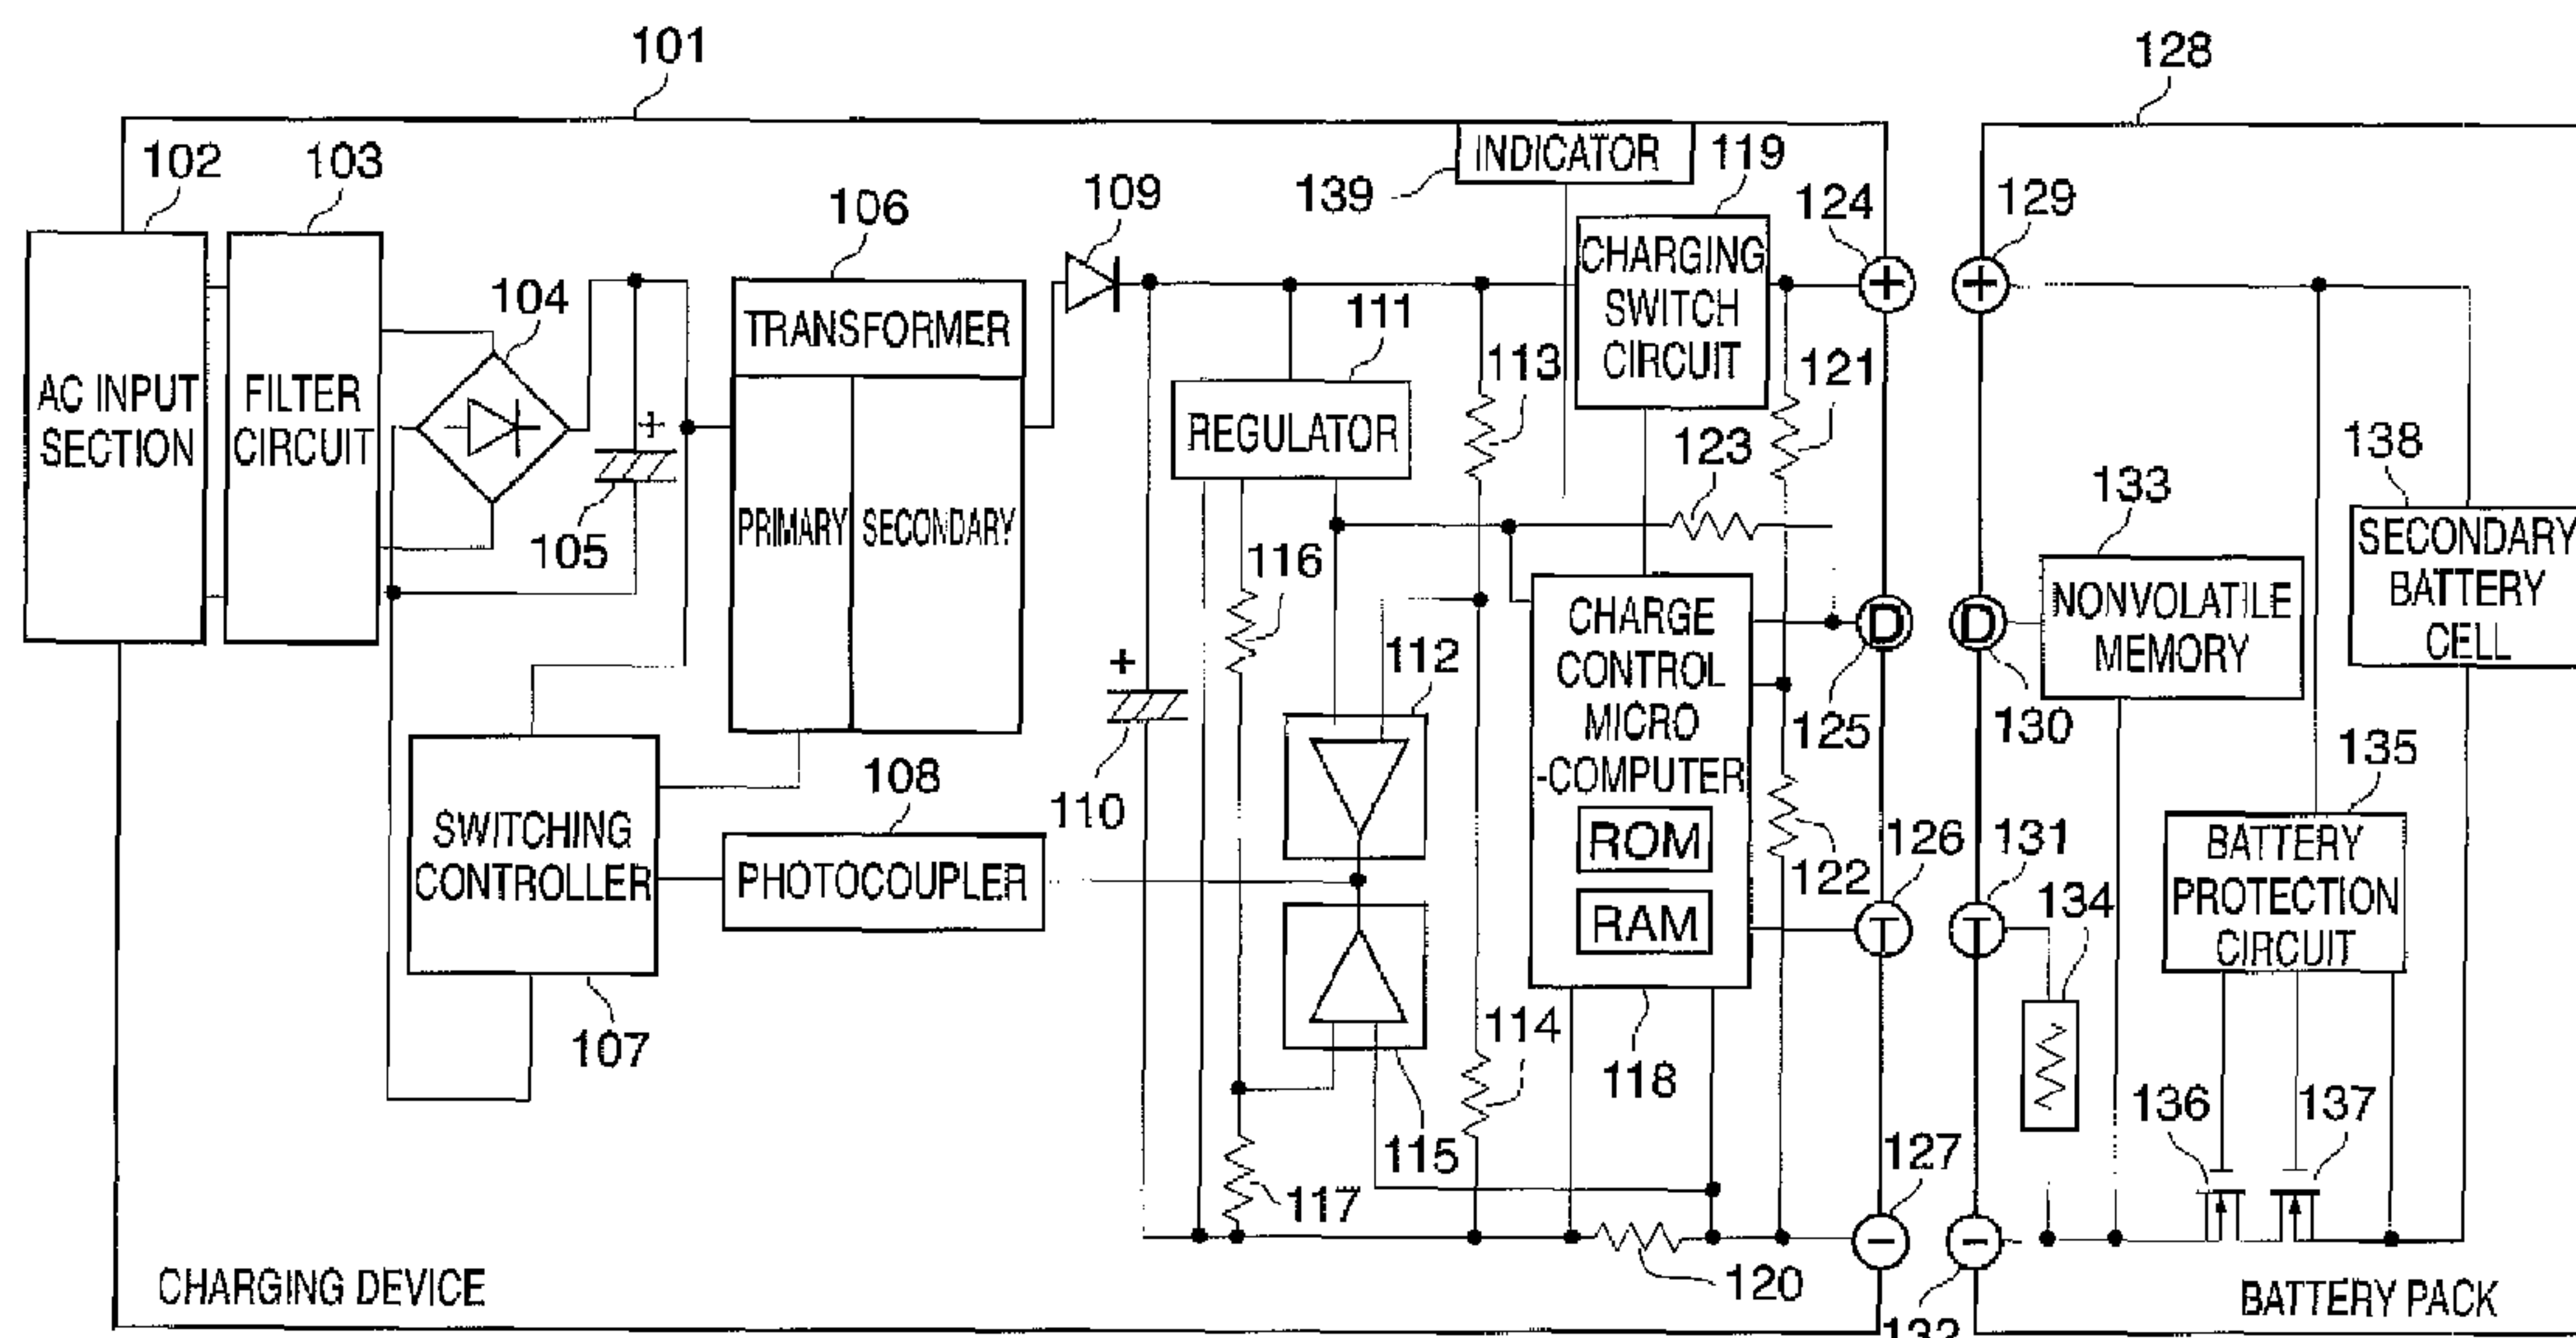 101
128
102
103
INDICATOR
119
139
109
106
124
129
104
AC INPUT
SECTION
FILTER
CIRCUIT
+
105
TRANSFORMER
PRIMARY
SECONDARY
111
REGULATOR
113
CHARGING
SWITCH
CIRCUIT
121
123
+
+
138
133
SECONDARY
BATTERY
CELL
NONVOLATILE
MEMORY
116
112
CHARGE
CONTROL
MICRO
-COMPUTER
ROM
RAM
D
D
125
130
135
+
110
108
SWITCHING
CONTROLLER
PHOTOCOUPLER
122
126
131
134
BATTERY
PROTECTION
CIRCUIT
T
T
107
114
118
136
137
115
127
117
120
-
-
132
CHARGING DEVICE
BATTERY PACK